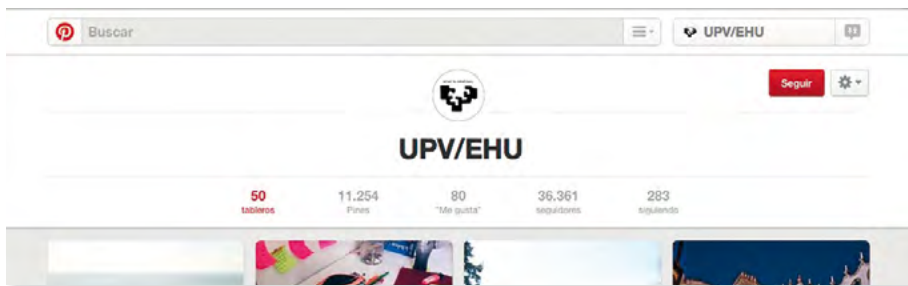 Buscar
UPV/EHU
Seguir
UPV/EHU
50 11.254 80 36.361 283
tableros Pines "Me gusta" seguidores siguiendo